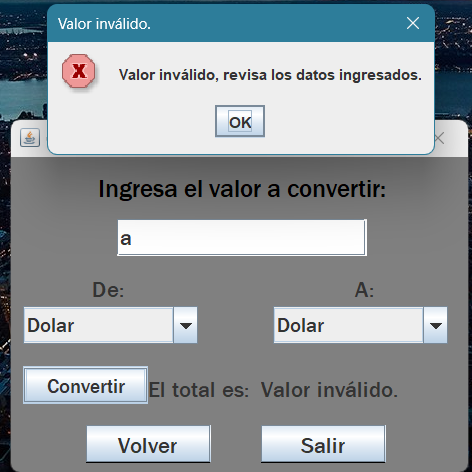 Valor inválido.
Valor inválido, revisa los datos ingresados.
OK
Ingresa el valor a convertir:
a
De:
A:
Dolar
Dolar
Convertir
El total es: Valor inválido.
Volver
Salir